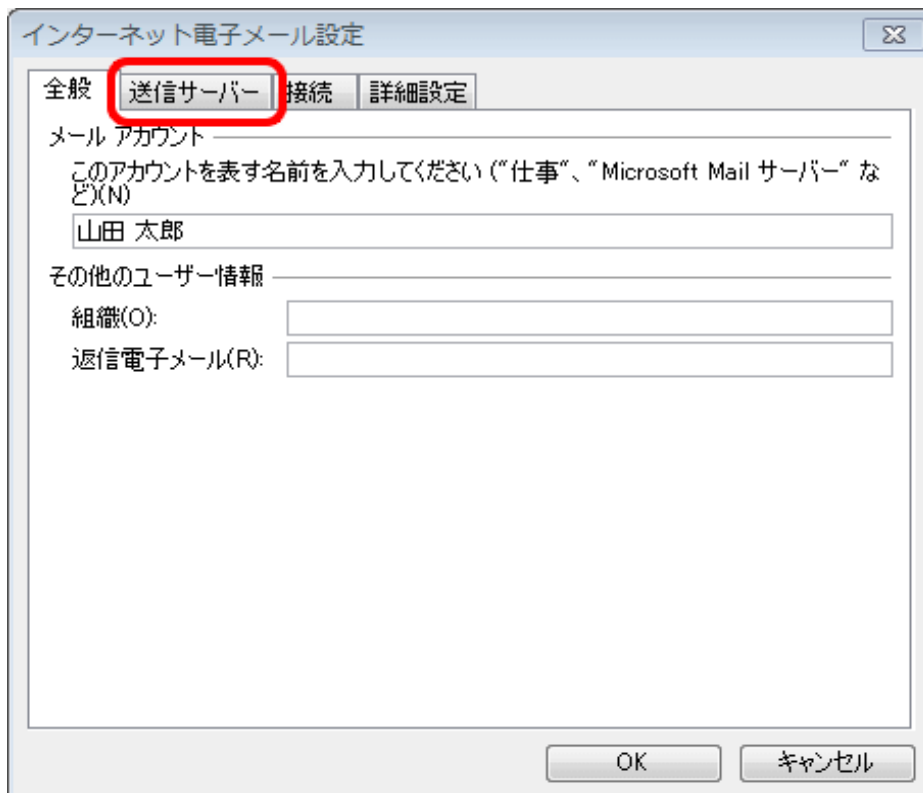 インターネット電子メール設定
全般 送信サーバー 接続 詳細設定
メール アカウント
このアカウントを表す名前を入力してください ("仕事"、"Microsoft Mail サーバー" な
ど)(N)
山田 太郎
その他のユーザー情報
組織(O):
返信電子メール(R):
OK キャンセル